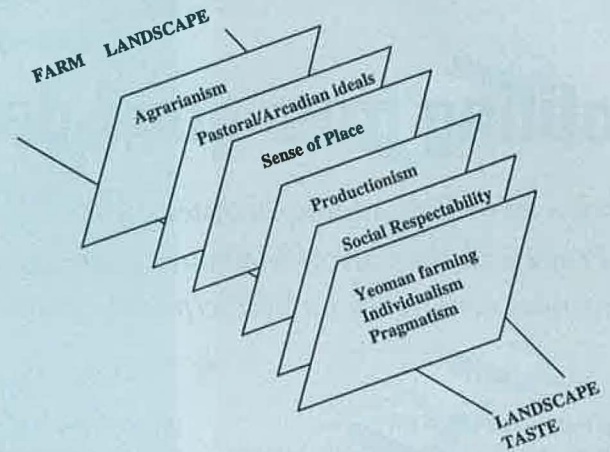 FARM LANDSCAPE
Agrarianism
Pastoral/Arcadian ideals
Sense of Place
Productionism
Social Respectability
Yeoman farming
Individualism
Pragmatism
LANDSCAPE
TASTE